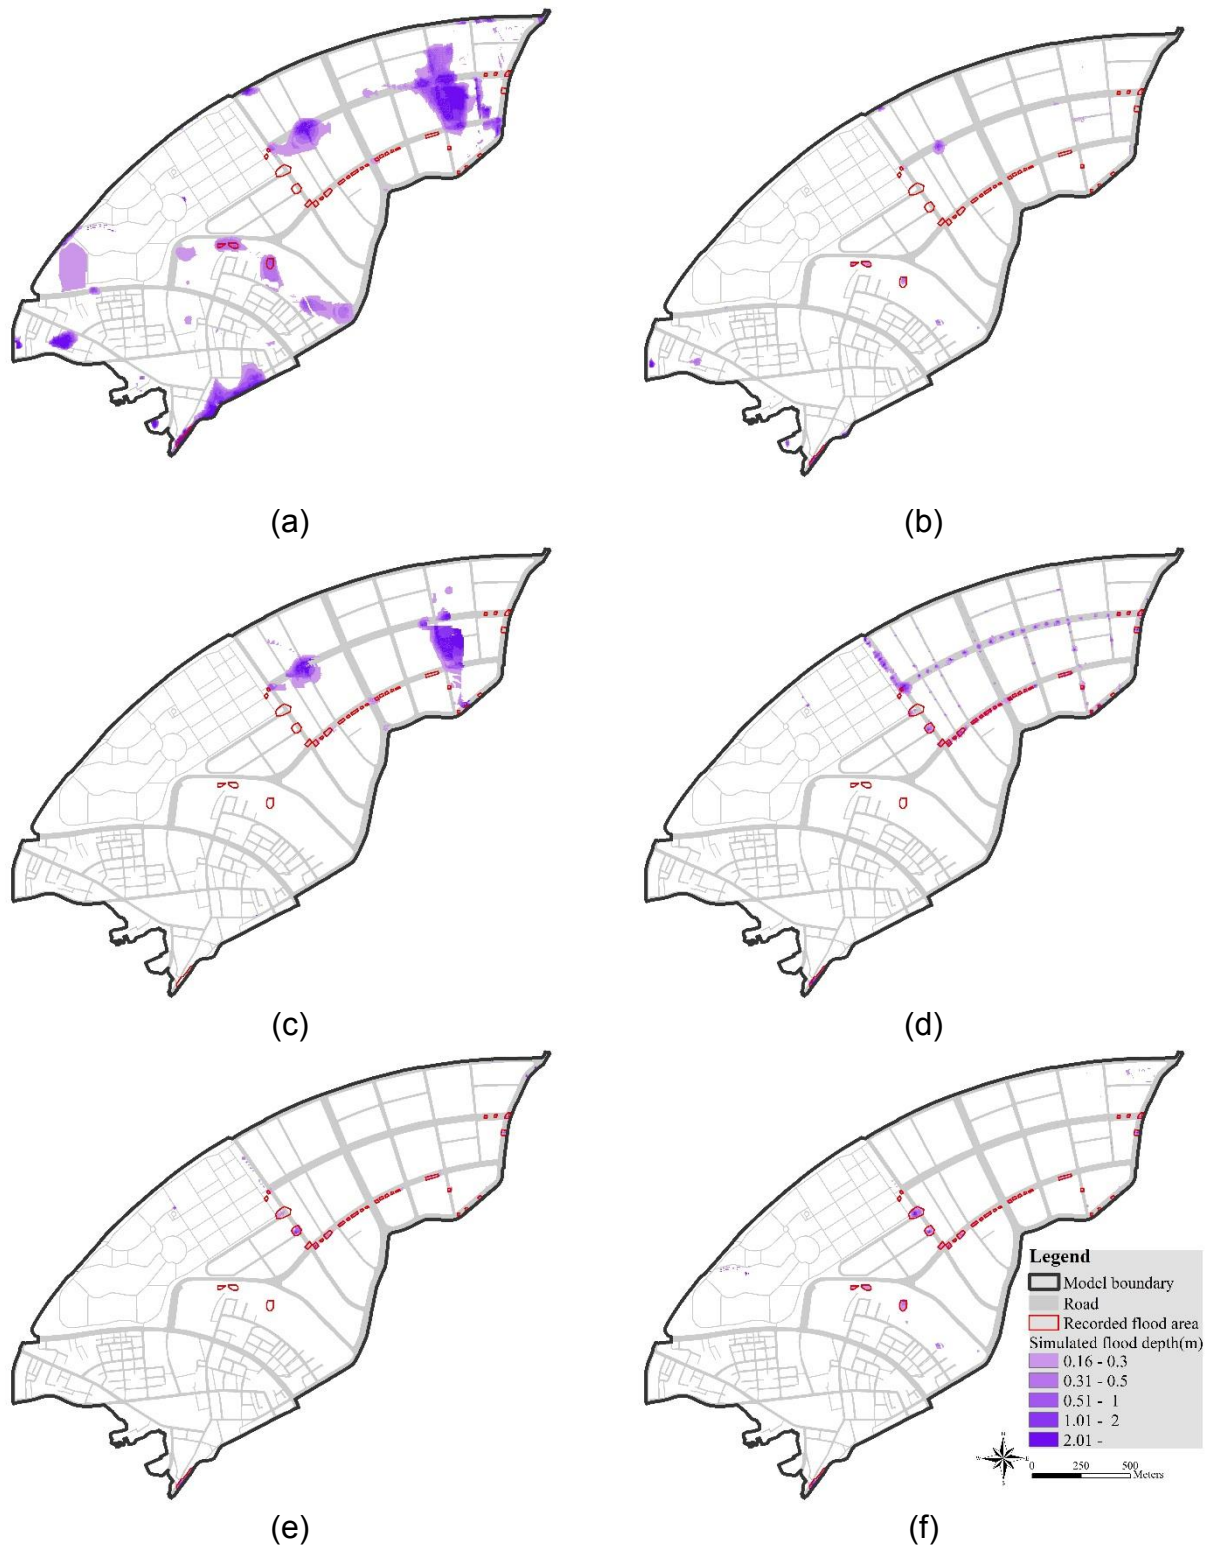 (a)
(b)
(c)
(d)
(e)
(f)
Legend
Model boundary
Road
Recorded flood area
Simulated flood depth(m)
0.16 - 0.3
0.31 - 0.5
0.51 - 1
1.01 - 2
2.01 -
N
W
E
S
0 250 500
Meters